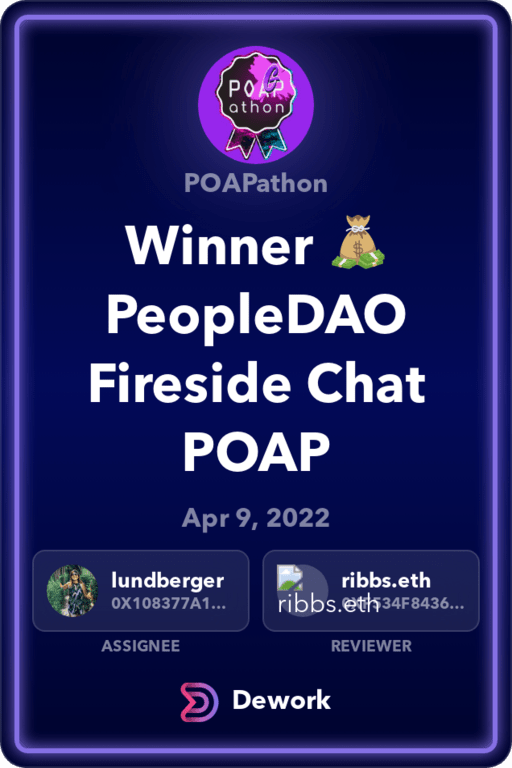 POAP
athon
POAPathon
Winner 💰
PeopleDAO
Fireside Chat
POAP
Apr 9, 2022
lundberger
0X108377A1...
ribbs.eth
ribbs.eth
534F8436...
ASSIGNEE
REVIEWER
Dework